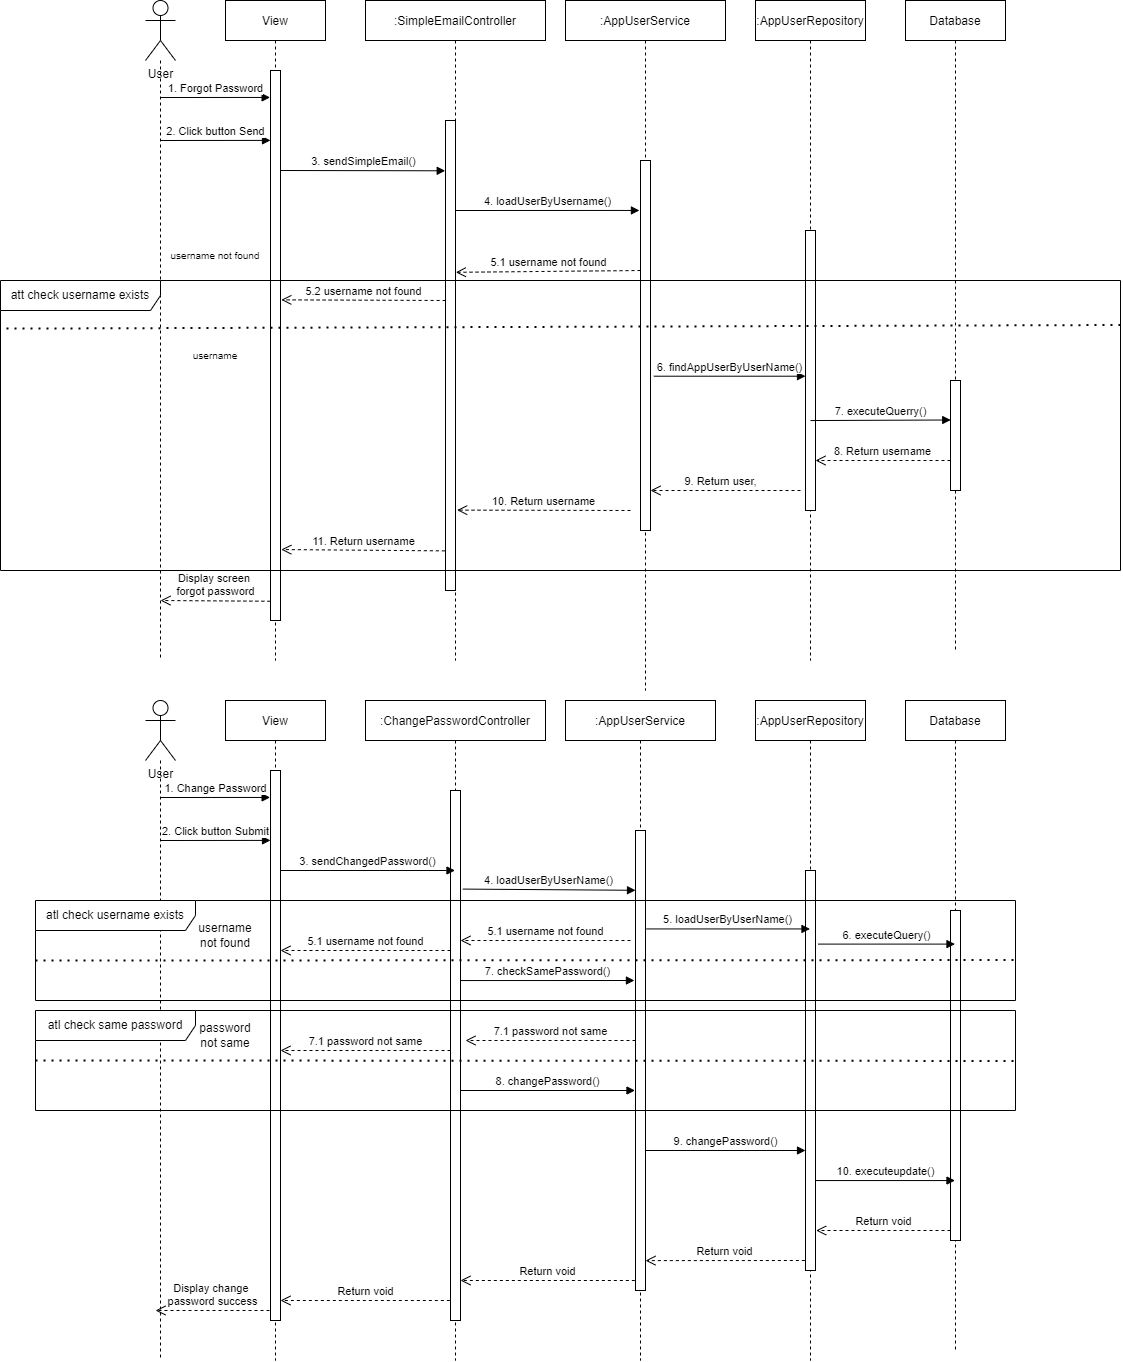 View
:SimpleEmailController
:AppUserService
:AppUserRepository
Database
User
1. Forgot Password
2. Click button Send
3. sendSimpleEmail()
4. loadUserByUsername()
username not found
5.1 username not found
att check username exists
5.2 username not found
username
6. findAppUserByUserName()
7. executeQuerry()
8. Return username
9. Return user,
10. Return username
11. Return username
Display screen
forgot password
View
:ChangePasswordController
:AppUserService
:AppUserRepository
Database
User
1. Change Password
2. Click button Submit
3. sendChangedPassword()
4. loadUserByUserName()
atl check username exists
username
not found
5. loadUserByUserName()
5.1 username not found
6. executeQuery()
5.1 username not found
7. checkSamePassword()
atl check same password
password
not same
7.1 password not same
7.1 password not same
8. changePassword()
9. changePassword()
10. executeupdate()
Return void
Return void
Return void
Return void
Display change
password success